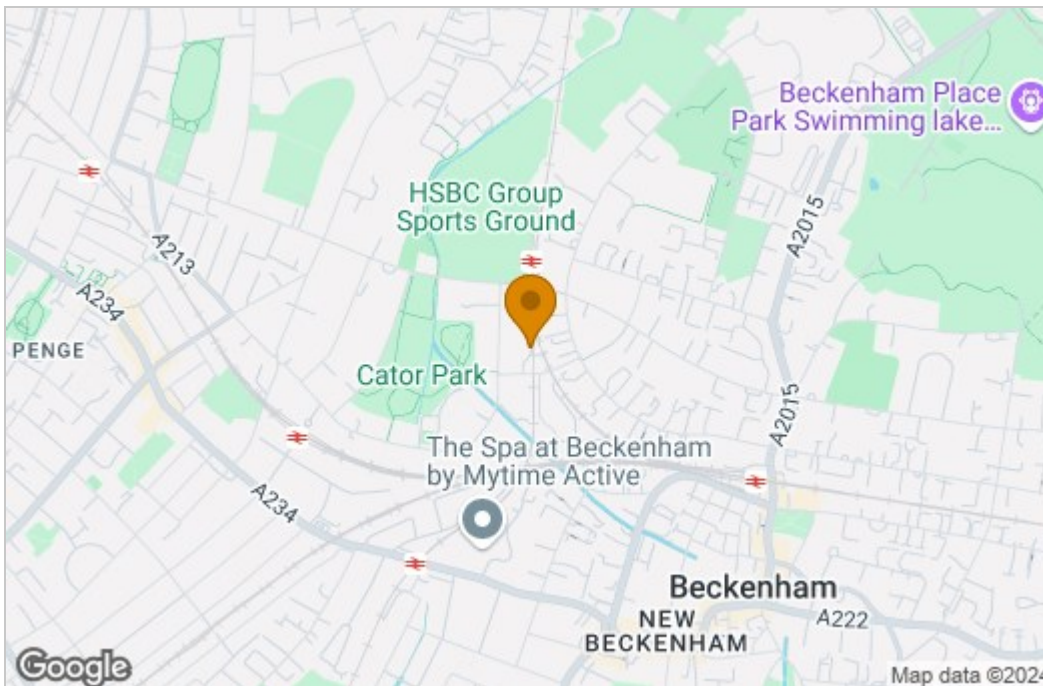 Beckenham Place
Park Swimming lake...
HSBC Group
Sports Ground
A2015
A213
A234
PENGE
Cator Park
A2015
The Spa at Beckenham
by Mytime Active
A234
Beckenham
NEW
BECKENHAM
A222
Google
Map data ©2024